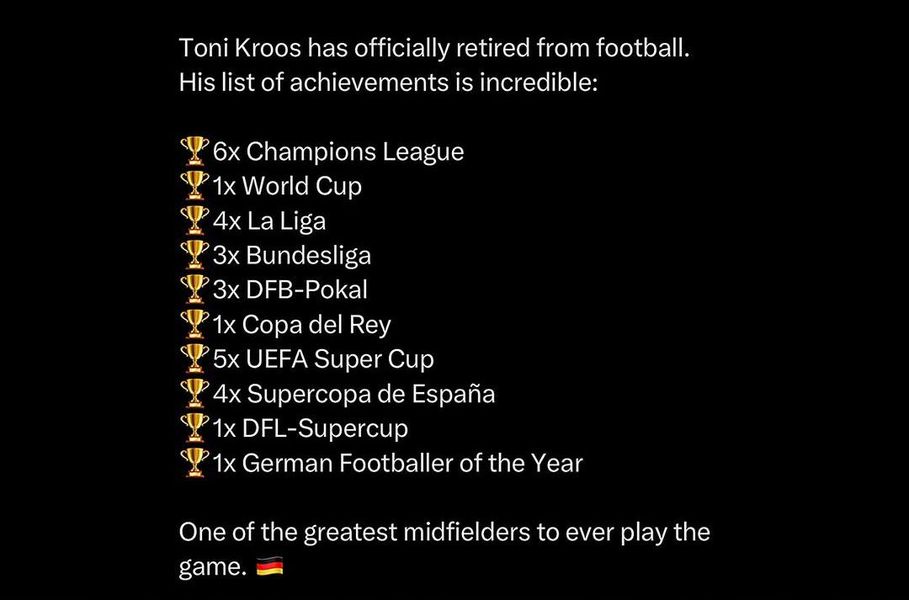 Toni Kroos has officially retired from football.
His list of achievements is incredible:
🏆6x Champions League
🏆1x World Cup
🏆4x La Liga
🏆3x Bundesliga
🏆3x DFB-Pokal
🏆1x Copa del Rey
🏆5x UEFA Super Cup
🏆4x Supercopa de España
🏆1x DFL-Supercup
🏆1x German Footballer of the Year
One of the greatest midfielders to ever play the
game. 🇩🇪